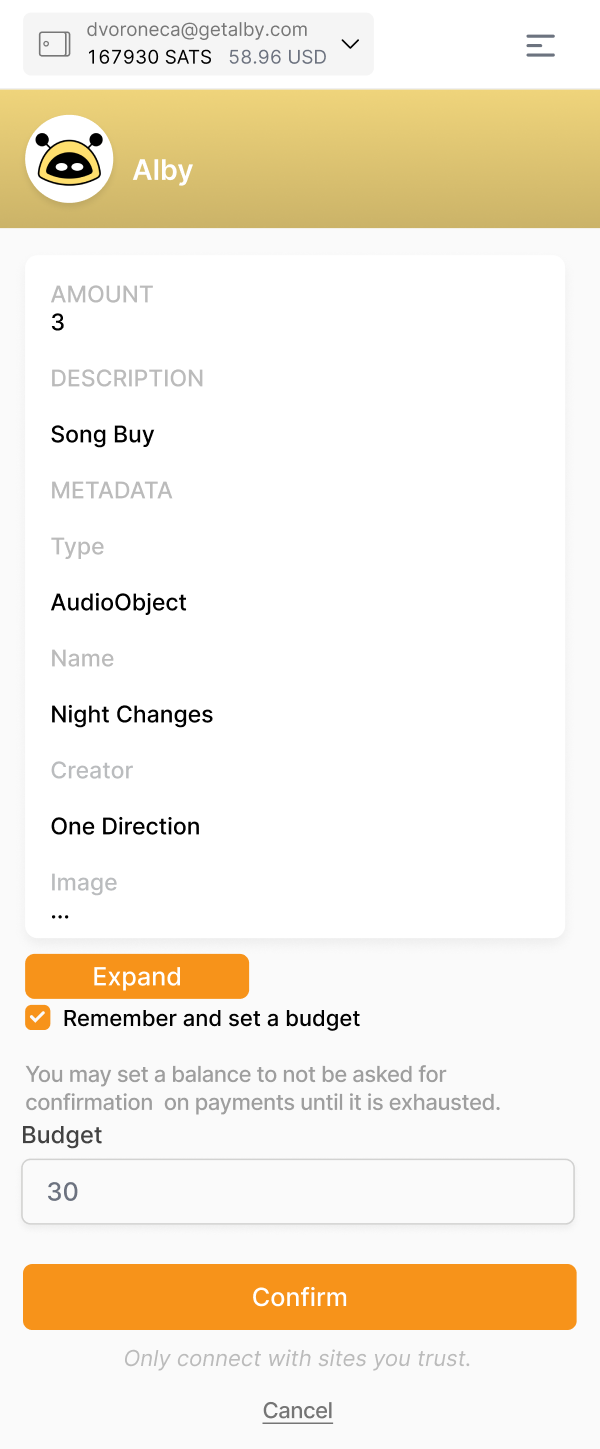 dvoroneca@getalby.com
167930 SATS 58.96 USD
Alby
AMOUNT
3
DESCRIPTION
Song Buy
METADATA
Type
AudioObject
Name
Night Changes
Creator
One Direction
Image
...
Expand
Remember and set a budget
You may set a balance to not be asked for
confirmation on payments until it is exhausted.
Budget
30
Confirm
Only connect with sites you trust.
Cancel